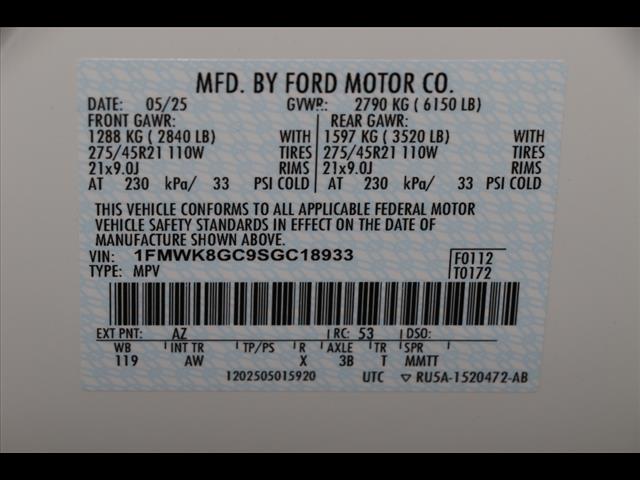 MFD. BY FORD MOTOR CO.
DATE: 05/25 GVWR: 2790 KG ( 6150 LB)
FRONT GAWR: REAR GAWR:
1288 KG ( 2840 LB) WITH 1597 KG ( 3520 LB) WITH
275/45R21 110W TIRES 275/45R21 110W TIRES
21x9.0J RIMS 21x9.0J RIMS
AT 230 kPa/ 33 PSI COLD AT 230 kPa/ 33 PSI COLD
THIS VEHICLE CONFORMS TO ALL APPLICABLE FEDERAL MOTOR
VEHICLE SAFETY STANDARDS IN EFFECT ON THE DATE OF
MANUFACTURE SHOWN ABOVE.
VIN: 1FMWK8GC9SGC18933 F0112
TYPE: MPV T0172
EXT PNT: AZ RC: 53 DSO:
WB INT TR TP/PS R AXLE TR SPR
119 AW X 3B T MMTT
1202505015920 UTC ▽ RU5A-1520472-AB